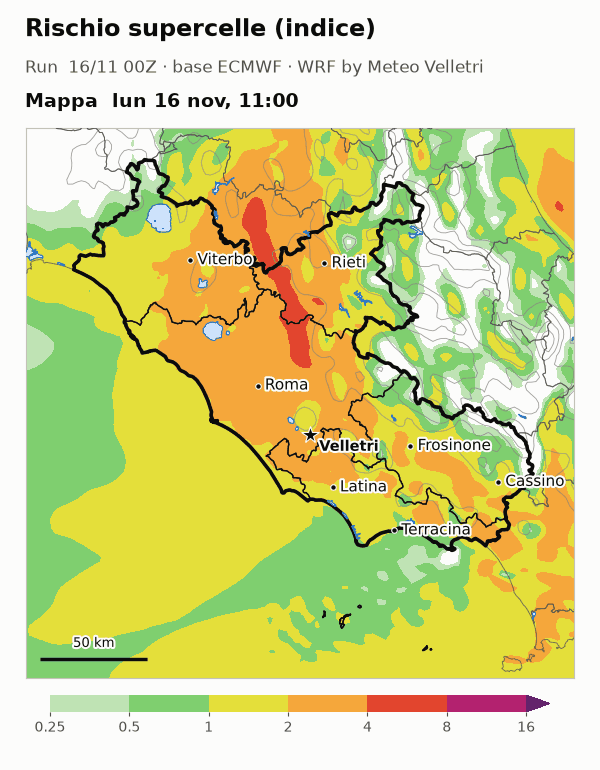 Rischio supercelle (indice)
Run 16/11 00Z · base ECMWF · WRF by Meteo Velletri
Mappa lun 16 nov, 11:00
Viterbo
Rieti
Roma
Velletri
Frosinone
Latina
Cassino
Terracina
50 km
0.25 0.5 1 2 4 8 16